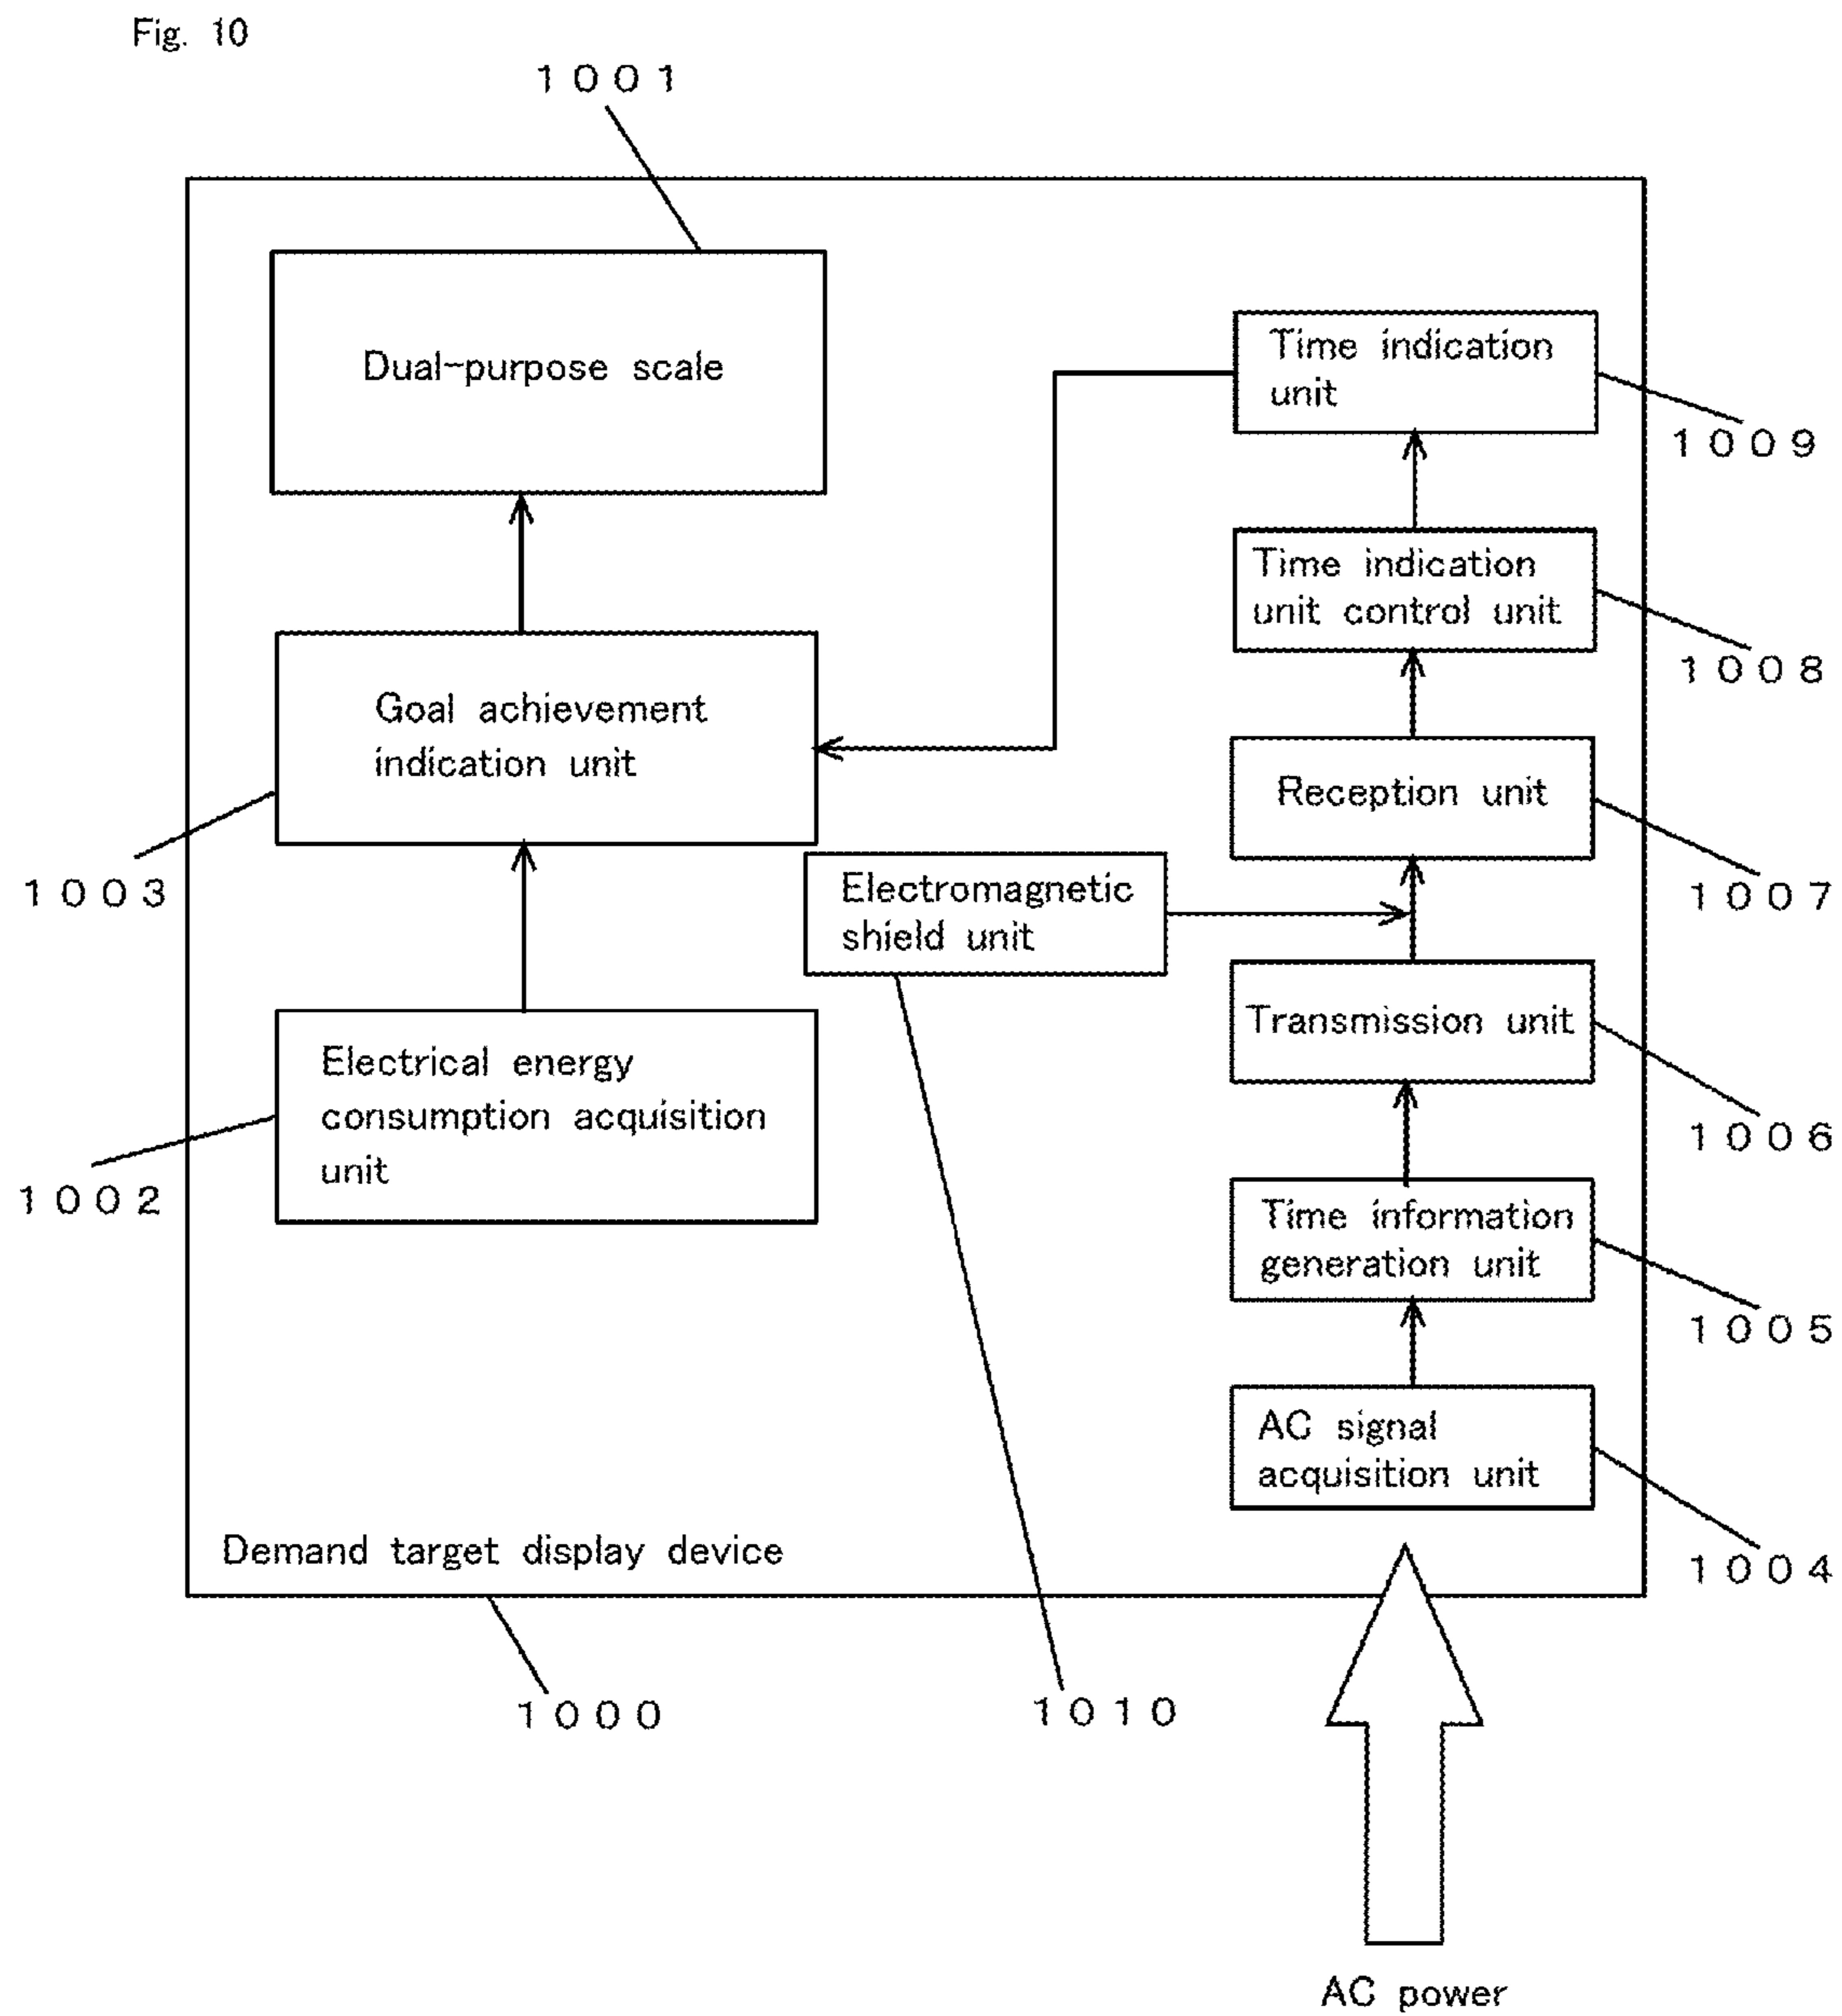 Fig. 10
1001
Dual-purpose scale
Time indication
unit
1009
Time indication
unit control unit
1008
Goal achievement
indication unit
1003
Reception unit
1007
Electromagnetic
shield unit
Transmission unit
1006
Electrical energy
consumption acquisition
unit
1002
Time information
generation unit
1005
AC signal
acquisition unit
1004
Demand target display device
1000
1010
AC power